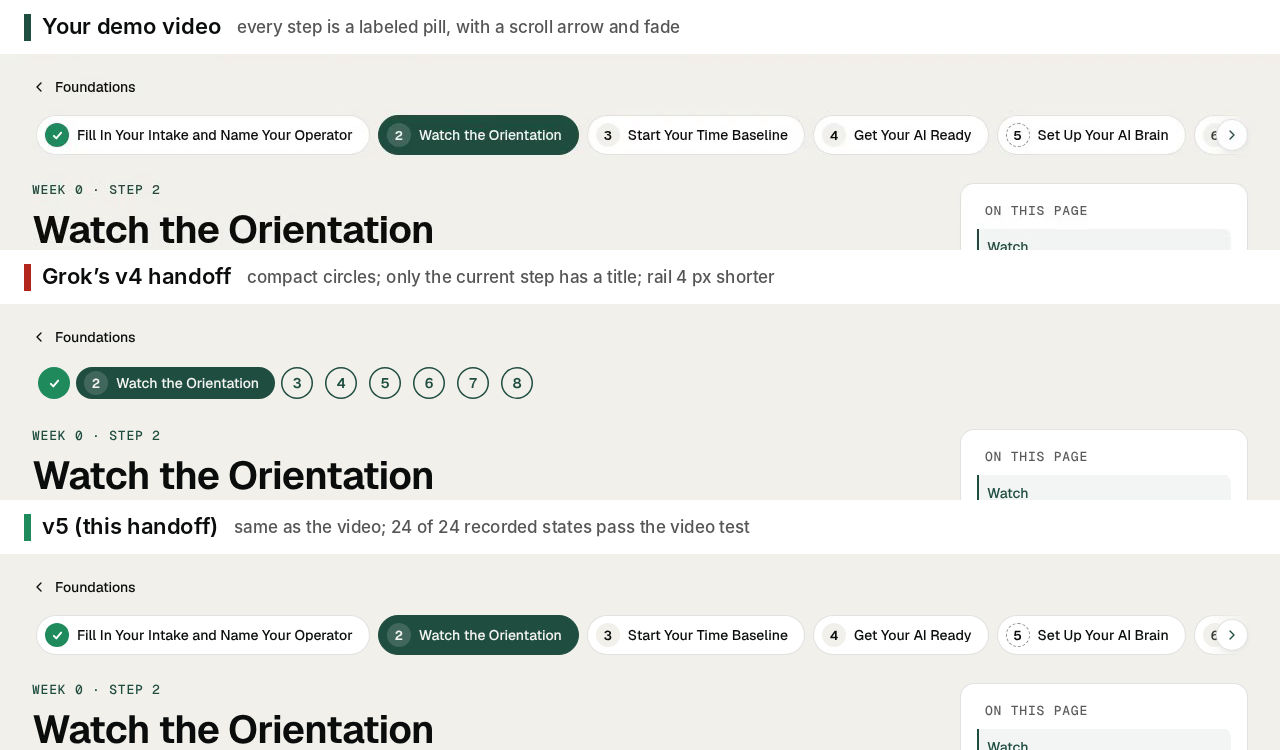 Your demo video every step is a labeled pill, with a scroll arrow and fade
Foundations
Fill In Your Intake and Name Your Operator 2 Watch the Orientation 3 Start Your Time Baseline 4 Get Your AI Ready 5 Set Up Your AI Brain 6
WEEK 0 · STEP 2
Watch the Orientation
ON THIS PAGE
Watch
Grok’s v4 handoff compact circles; only the current step has a title; rail 4 px shorter
Foundations
2 Watch the Orientation 3 4 5 6 7 8
WEEK 0 · STEP 2
Watch the Orientation
ON THIS PAGE
Watch
v5 (this handoff) same as the video; 24 of 24 recorded states pass the video test
Foundations
Fill In Your Intake and Name Your Operator 2 Watch the Orientation 3 Start Your Time Baseline 4 Get Your AI Ready 5 Set Up Your AI Brain 6
WEEK 0 · STEP 2
Watch the Orientation
ON THIS PAGE
Watch